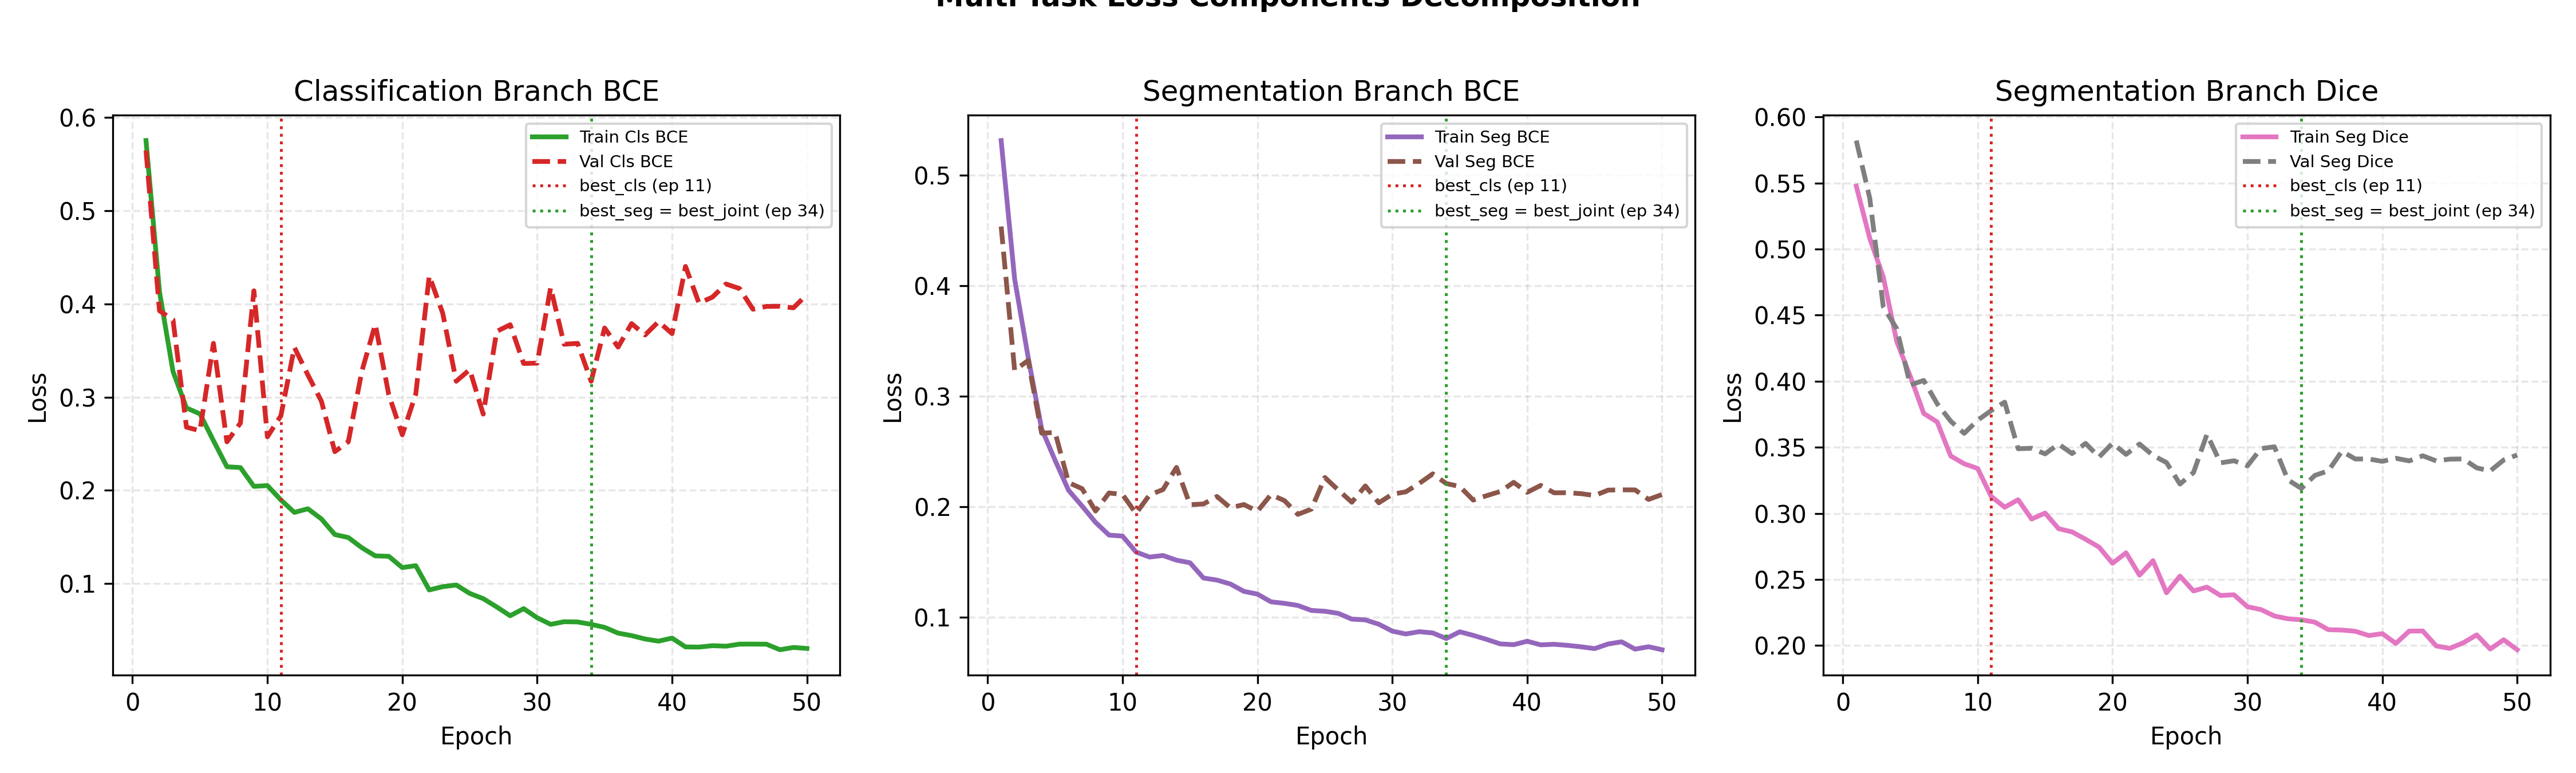 Multi-Task Loss Components Decomposition
Classification Branch BCE
0.6
0.5
0.4
0.3
0.2
0.1
Loss
0 10 20 30 40 50
Epoch
Train Cls BCE
Val Cls BCE
best_cls (ep 11)
best_seg = best_joint (ep 34)
Segmentation Branch BCE
0.5
0.4
0.3
0.2
0.1
Loss
0 10 20 30 40 50
Epoch
Train Seg BCE
Val Seg BCE
best_cls (ep 11)
best_seg = best_joint (ep 34)
Segmentation Branch Dice
0.60
0.55
0.50
0.45
0.40
0.35
0.30
0.25
0.20
Loss
0 10 20 30 40 50
Epoch
Train Seg Dice
Val Seg Dice
best_cls (ep 11)
best_seg = best_joint (ep 34)